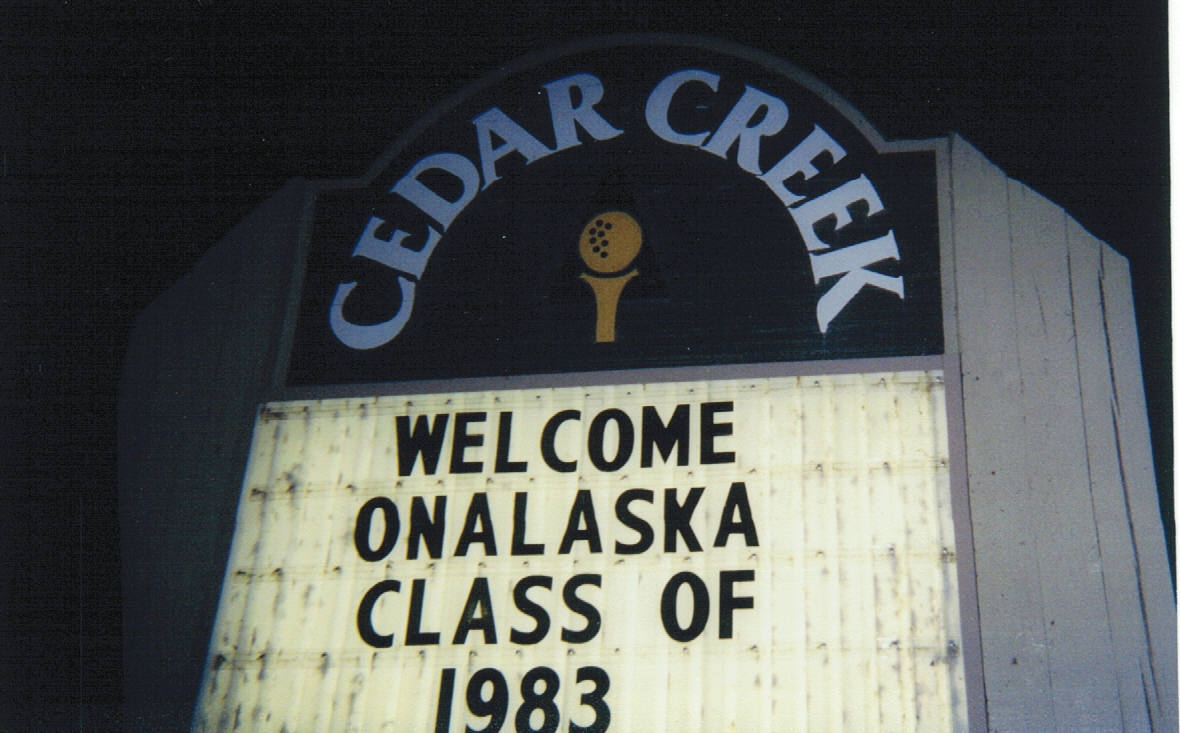 CEDAR CREEK
WELCOME
ONALASKA
CLASS OF
1983